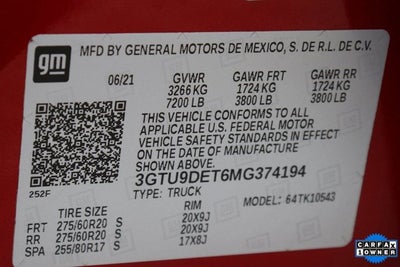 gm
MFD BY GENERAL MOTORS DE MEXICO, S. DE R.L. DE C.V.
06/21 GVWR GAWR FRT GAWR RR
3266 KG 1724 KG 1724 KG
7200 LB 3800 LB 3800 LB
THIS VEHICLE CONFORMS TO ALL
APPLICABLE U.S. FEDERAL MOTOR
VEHICLE SAFETY STANDARDS IN EFFECT
ON THE DATE OF MANUFACTURE
SHOWN ABOVE.
252F
3GTU9DET6MG374194
TYPE: TRUCK MODEL: 64TK10543
TIRE SIZE RIM
FRT 275/60R20 S 20X9J
RR 275/60R20 S 20X9J
SPA 255/80R17 S 17X8J
CARFAX
1 OWNER